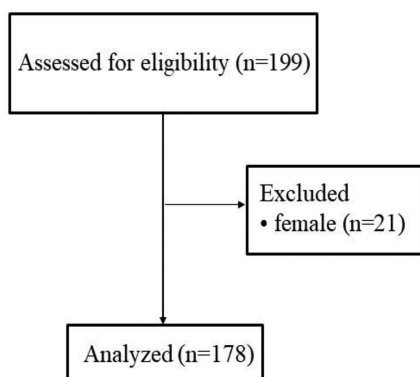 Assessed for eligibility (n=199)
Excluded
• female (n=21)
Analyzed (n=178)